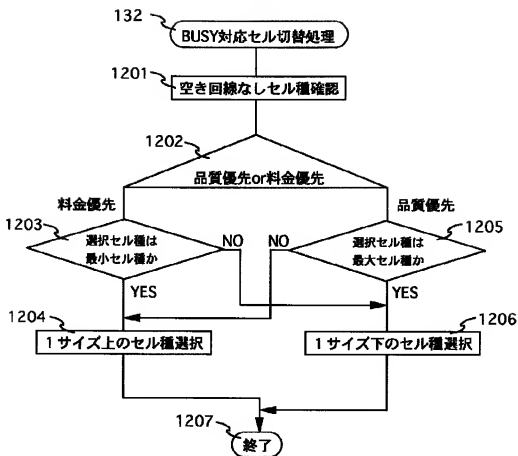 132
BUSY対応セル切替処理
1201
空き回線なしセル種確認
1202
品質優先or料金優先
料金優先
品質優先
1203
選択セル種は
最小セル種か
NO
NO
1205
選択セル種は
最大セル種か
YES
YES
1204
1サイズ上のセル種選択
1206
1サイズ下のセル種選択
1207
終了